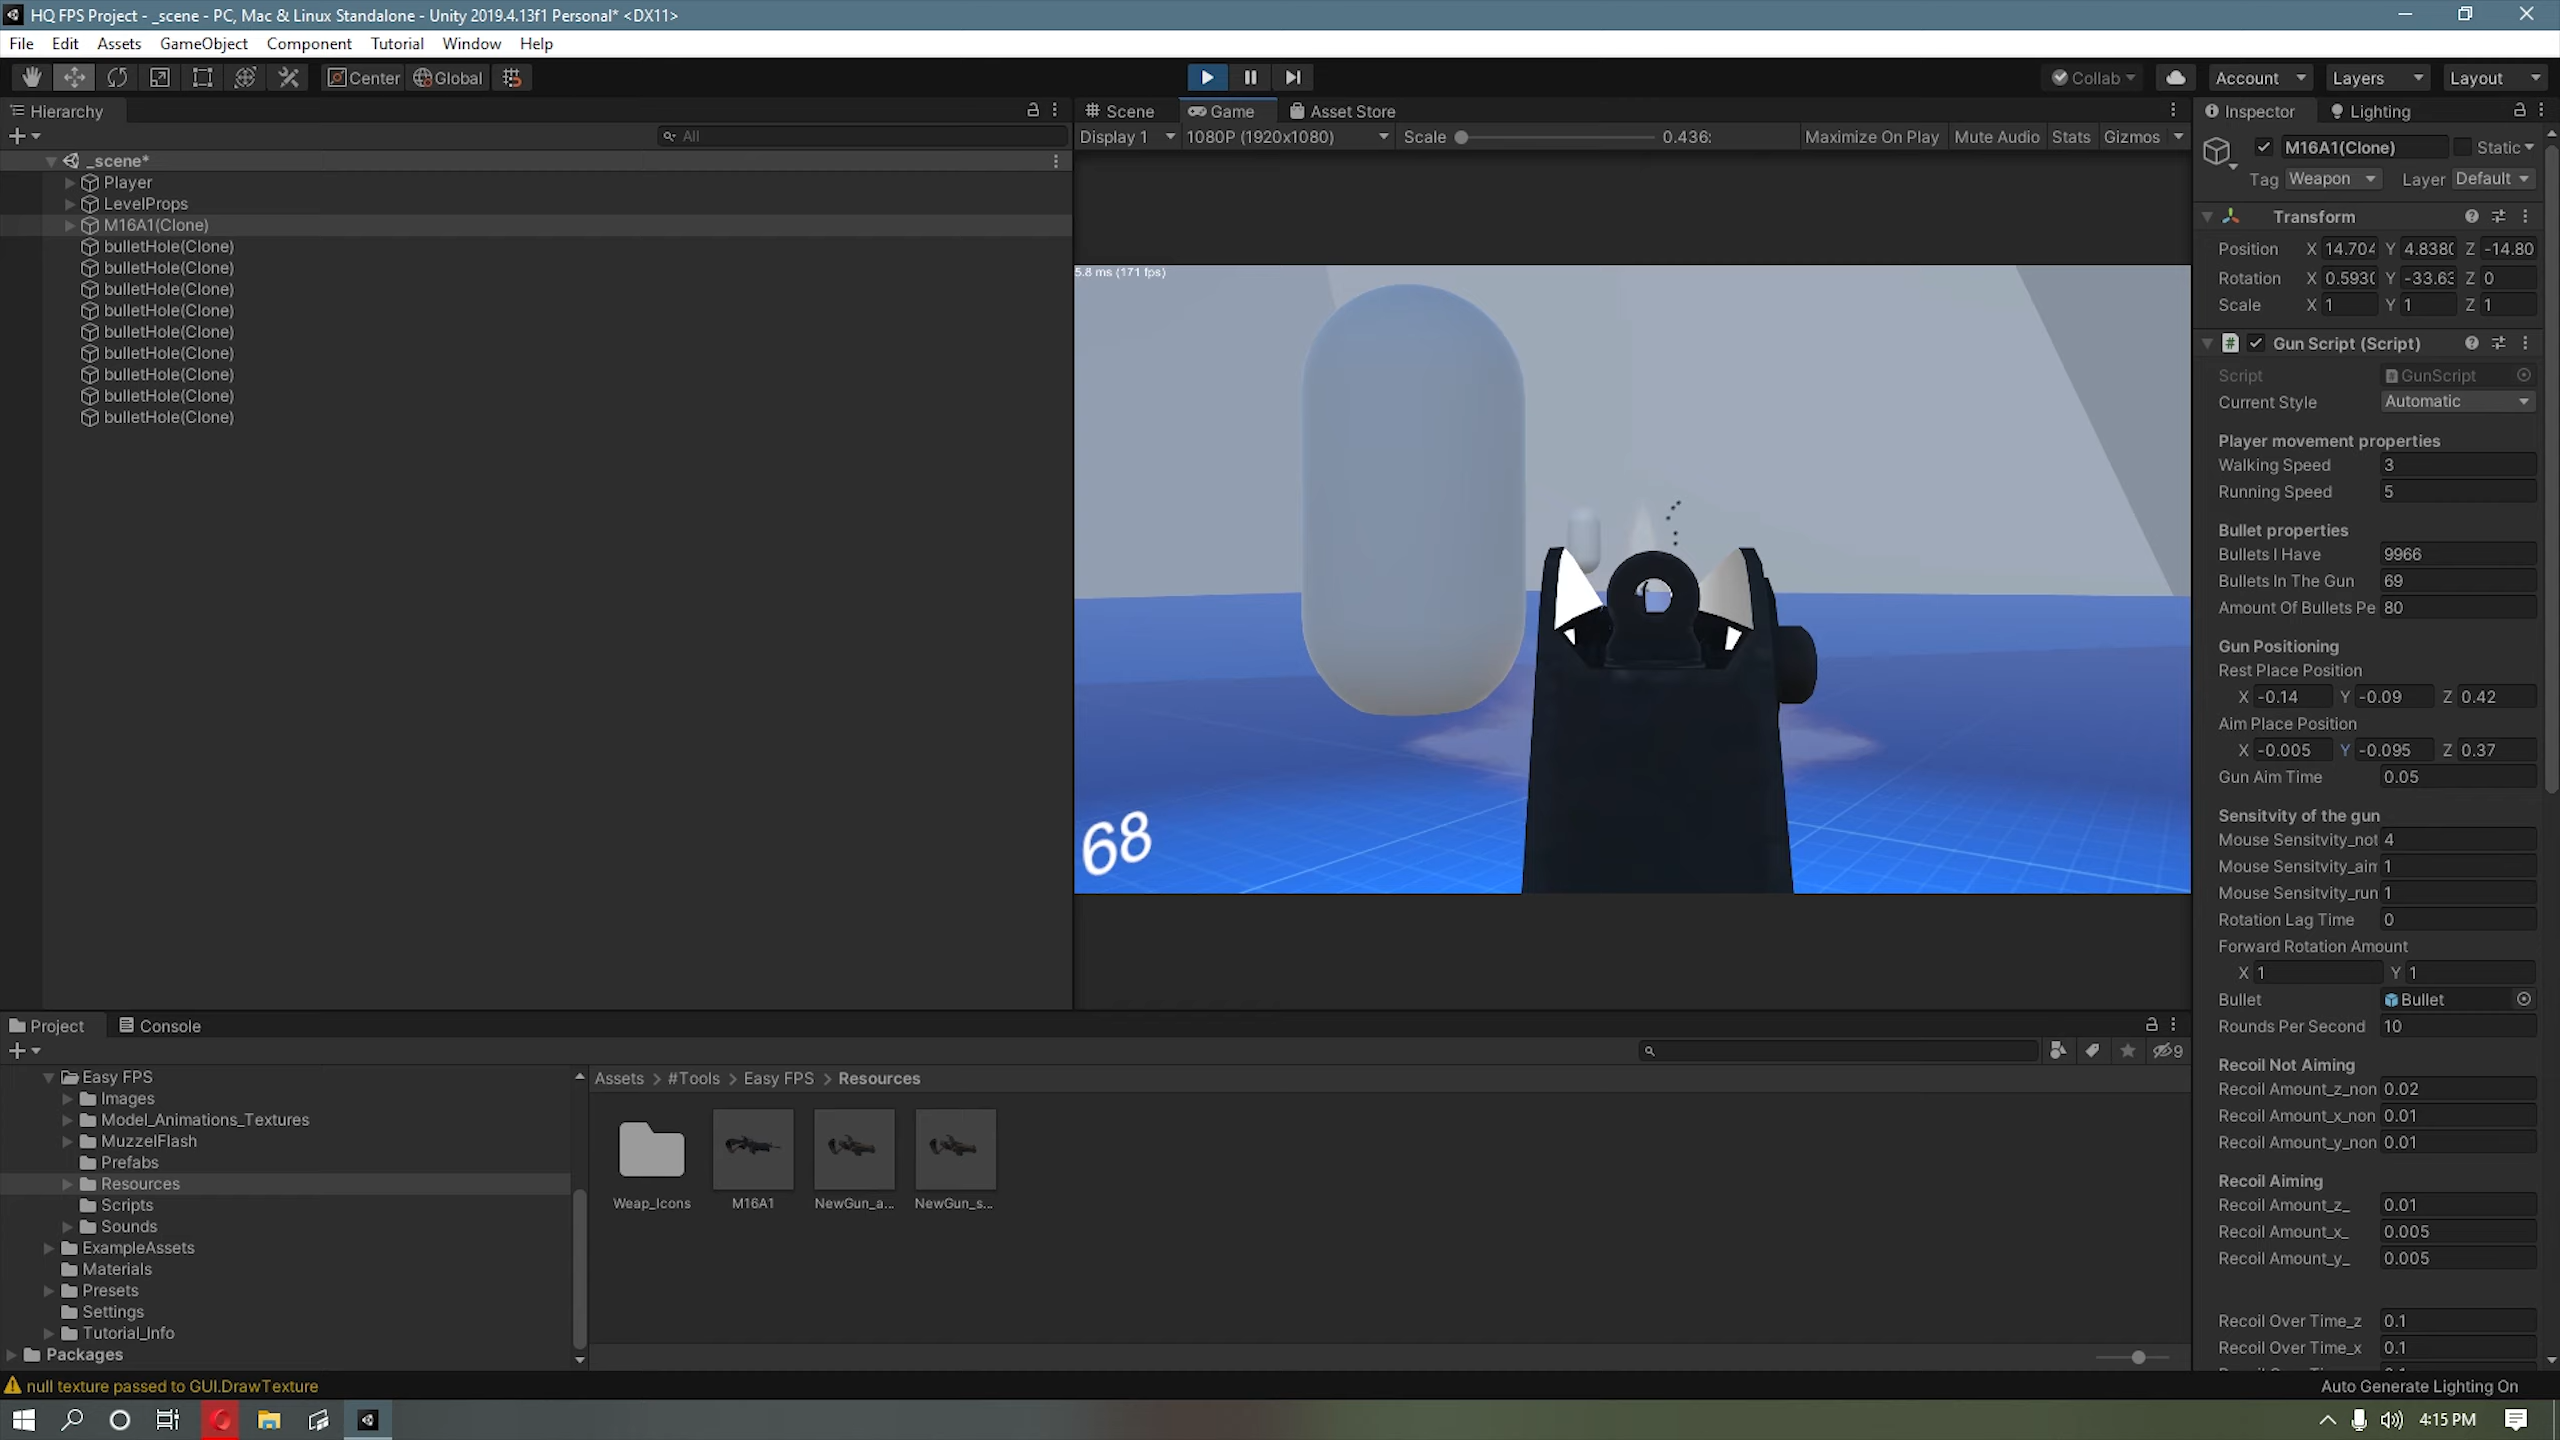 HQ FPS Project - _scene - PC, Mac & Linux Standalone - Unity 2019.4.13f1 Personal* <DX11>
File Edit Assets GameObject Component Tutorial Window Help
Center Global Collab Account Layers Layout
Hierarchy
All
_scene*
Player
LevelProps
M16A1(Clone)
bulletHole(Clone)
bulletHole(Clone)
bulletHole(Clone)
bulletHole(Clone)
bulletHole(Clone)
bulletHole(Clone)
bulletHole(Clone)
bulletHole(Clone)
bulletHole(Clone)
Scene Game Asset Store
Display 1 1080P (1920x1080) Scale 0.436: Maximize On Play Mute Audio Stats Gizmos
5.8 ms (171 fps)
68
Inspector Lighting
M16A1(Clone) Static
Tag Weapon Layer Default
Transform
Position X 14.704 Y 4.8380 Z -14.80
Rotation X 0.5930 Y -33.63 Z 0
Scale X 1 Y 1 Z 1
Gun Script (Script)
Script GunScript
Current Style Automatic
Player movement properties
Walking Speed 3
Running Speed 5
Bullet properties
Bullets I Have 9966
Bullets In The Gun 69
Amount Of Bullets Pe 80
Gun Positioning
Rest Place Position
X -0.14 Y -0.09 Z 0.42
Aim Place Position
X -0.005 Y -0.095 Z 0.37
Gun Aim Time 0.05
Sensitvity of the gun
Mouse Sensitvity_not 4
Mouse Sensitvity_aim 1
Mouse Sensitvity_run 1
Rotation Lag Time 0
Forward Rotation Amount
X 1 Y 1
Bullet Bullet
Rounds Per Second 10
Recoil Not Aiming
Recoil Amount_z_non 0.02
Recoil Amount_x_non 0.01
Recoil Amount_y_non 0.01
Recoil Aiming
Recoil Amount_z_ 0.01
Recoil Amount_x_ 0.005
Recoil Amount_y_ 0.005
Recoil Over Time_z 0.1
Recoil Over Time_x 0.1
Project Console
9
Easy FPS
Images
Model_Animations_Textures
MuzzelFlash
Prefabs
Resources
Scripts
Sounds
ExampleAssets
Materials
Presets
Settings
Tutorial_Info
Packages
Assets > #Tools > Easy FPS > Resources
Weap_Icons M16A1 NewGun_a... NewGun_s...
null texture passed to GUI.DrawTexture
Auto Generate Lighting On
4:15 PM